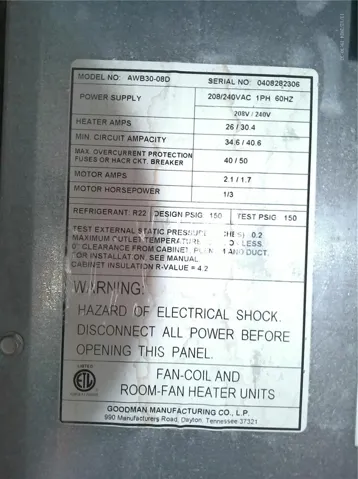 MODEL NO: AWB30-08D SERIAL NO: 0408282306
POWER SUPPLY 208/240VAC 1PH 60HZ
208V / 240V
HEATER AMPS 26 / 30.4
MIN. CIRCUIT AMPACITY 34.6 / 40.6
MAX. OVERCURRENT PROTECTION
FUSES OR HACR CKT. BREAKER 40 / 50
MOTOR AMPS 2.1 / 1.7
MOTOR HORSEPOWER 1/3
REFRIGERANT: R22 DESIGN PSIG 150 TEST PSIG 150
TEST EXTERNAL STATIC PRESSURE 0.2
MAXIMUM OUTLET TEMPERATURE LESS
0" CLEARANCE FROM CABINET, AND DUCT
FOR INSTALLATION, SEE MANUAL
CABINET INSULATION R-VALUE = 4.2
WARNING:
HAZARD OF ELECTRICAL SHOCK.
DISCONNECT ALL POWER BEFORE
OPENING THIS PANEL.
LISTED
ETL
FAN-COIL AND
ROOM-FAN HEATER UNITS
GOODMAN MANUFACTURING CO., L.P.
990 Manufacturers Road, Dayton, Tennessee 37321